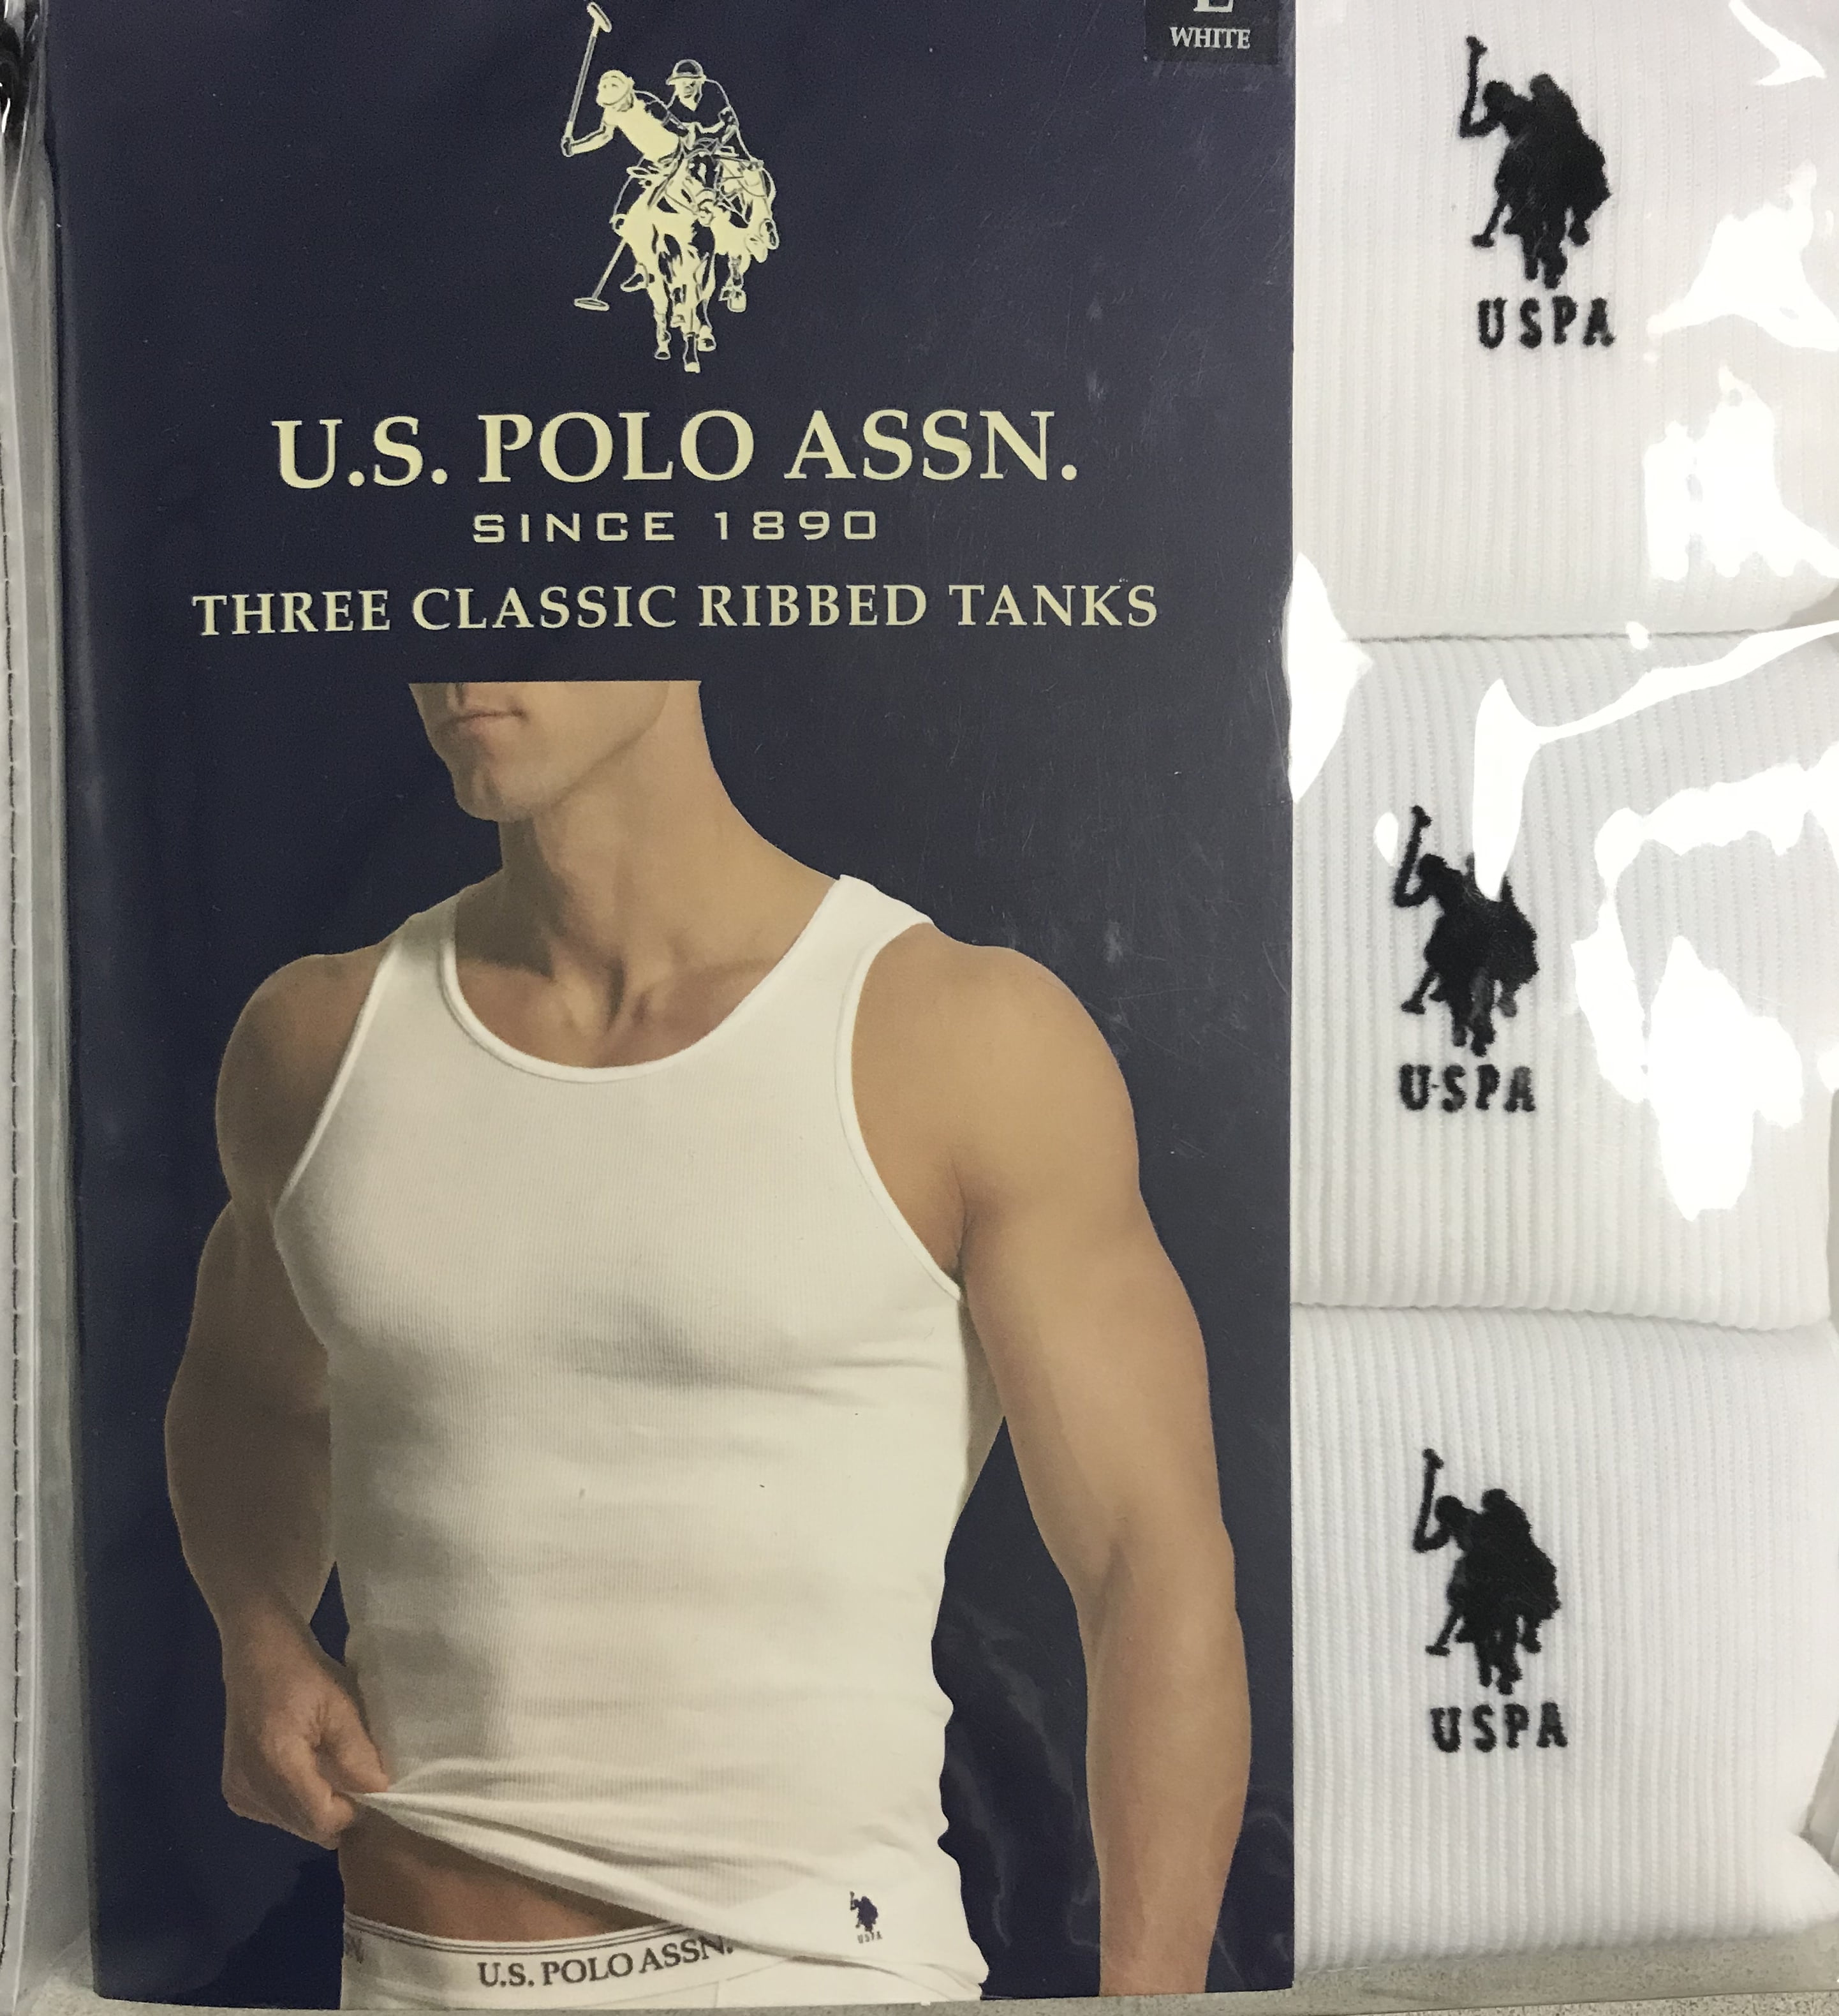 WHITE
U.S. POLO ASSN.
SINCE 1890
THREE CLASSIC RIBBED TANKS
USPA
USPA
USPA
USPA
U.S. POLO ASSN.